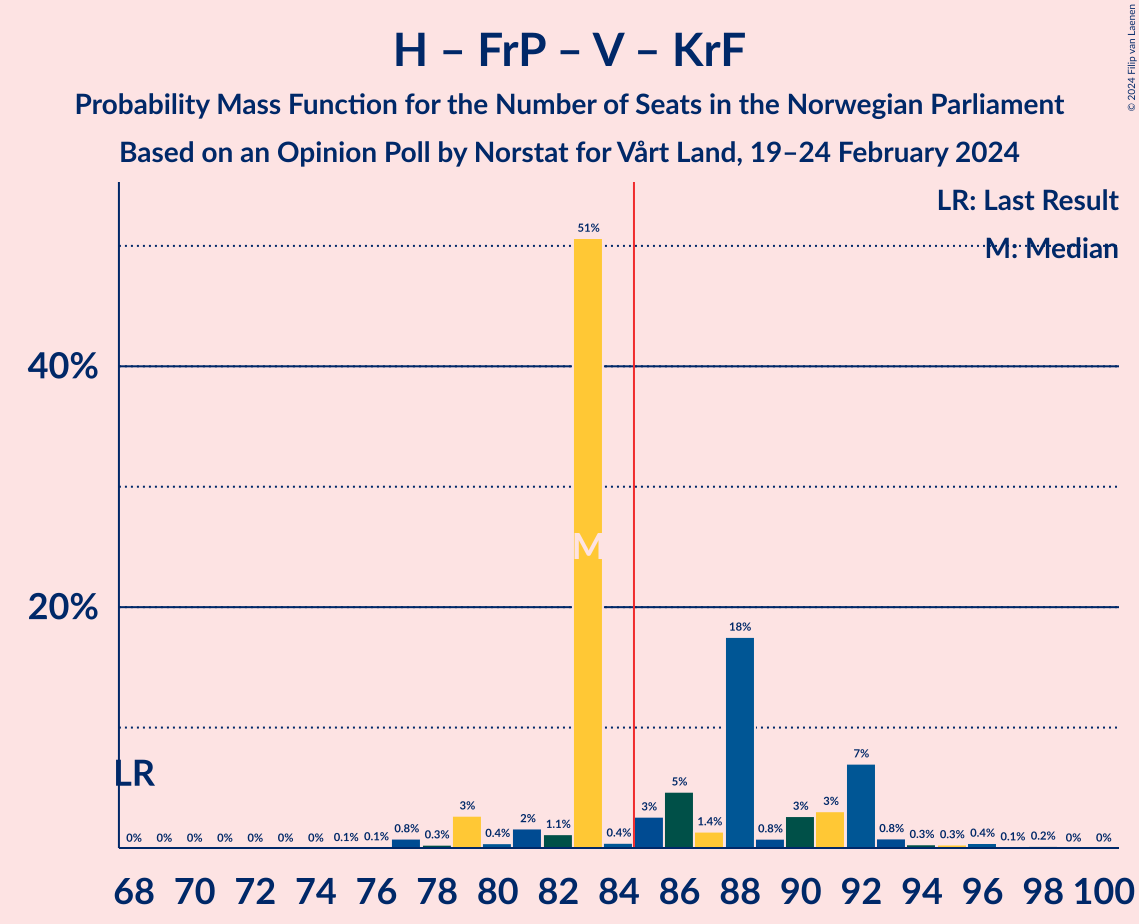 H – FrP – V – KrF
Probability Mass Function for the Number of Seats in the Norwegian Parliament
Based on an Opinion Poll by Norstat for Vårt Land, 19–24 February 2024
© 2024 Filip van Laenen
LR: Last Result
M: Median
40%
20%
LR
M
0% 0% 0% 0% 0% 0% 0% 0.1% 0.1% 0.8% 0.3% 3% 0.4% 2% 1.1% 51% 0.4% 3% 5% 1.4% 18% 0.8% 3% 3% 7% 0.8% 0.3% 0.3% 0.4% 0.1% 0.2% 0% 0%
68 70 72 74 76 78 80 82 84 86 88 90 92 94 96 98 100